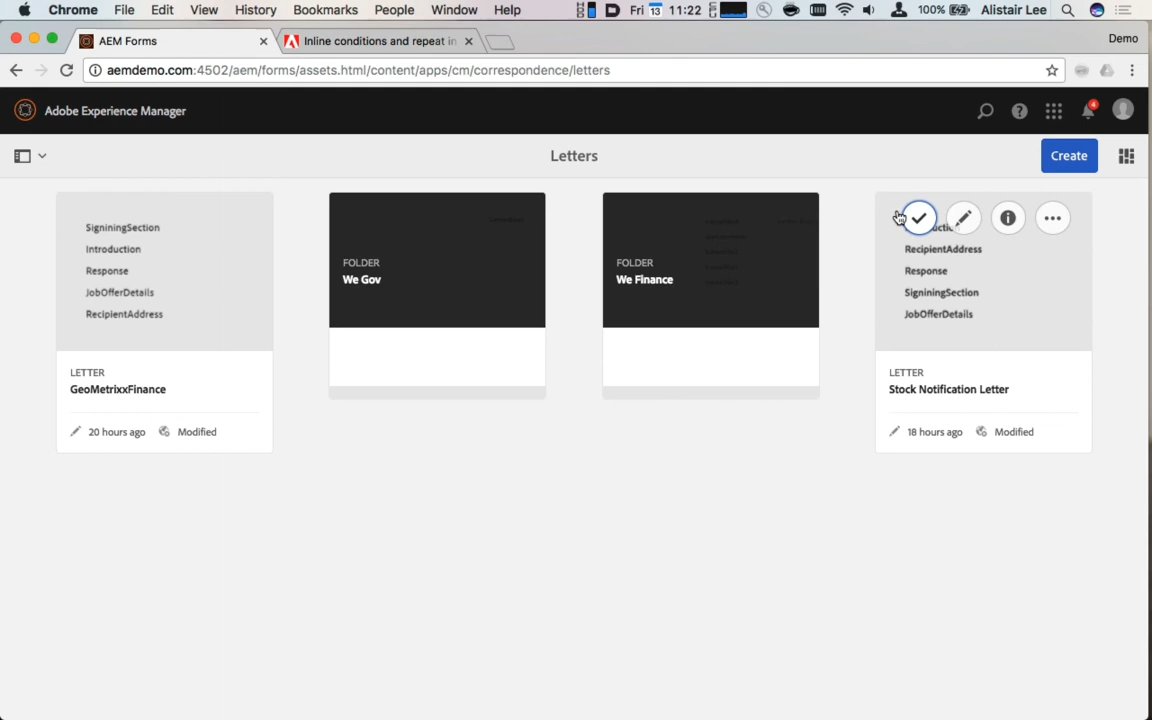 Chrome File Edit View History Bookmarks People Window Help Fri 13 11:22 100% Alistair Lee
AEM Forms
Inline conditions and repeat in
Demo
aemdemo.com:4502/aem/forms/assets.html/content/apps/cm/correspondence/letters
Adobe Experience Manager
4
Letters
Create
SigniningSection
Introduction
Response
JobOfferDetails
RecipientAddress
LETTER
GeoMetrixxFinance
20 hours ago Modified
FOLDER
We Gov
FOLDER
We Finance
RecipientAddress
Response
SigniningSection
JobOfferDetails
LETTER
Stock Notification Letter
18 hours ago Modified